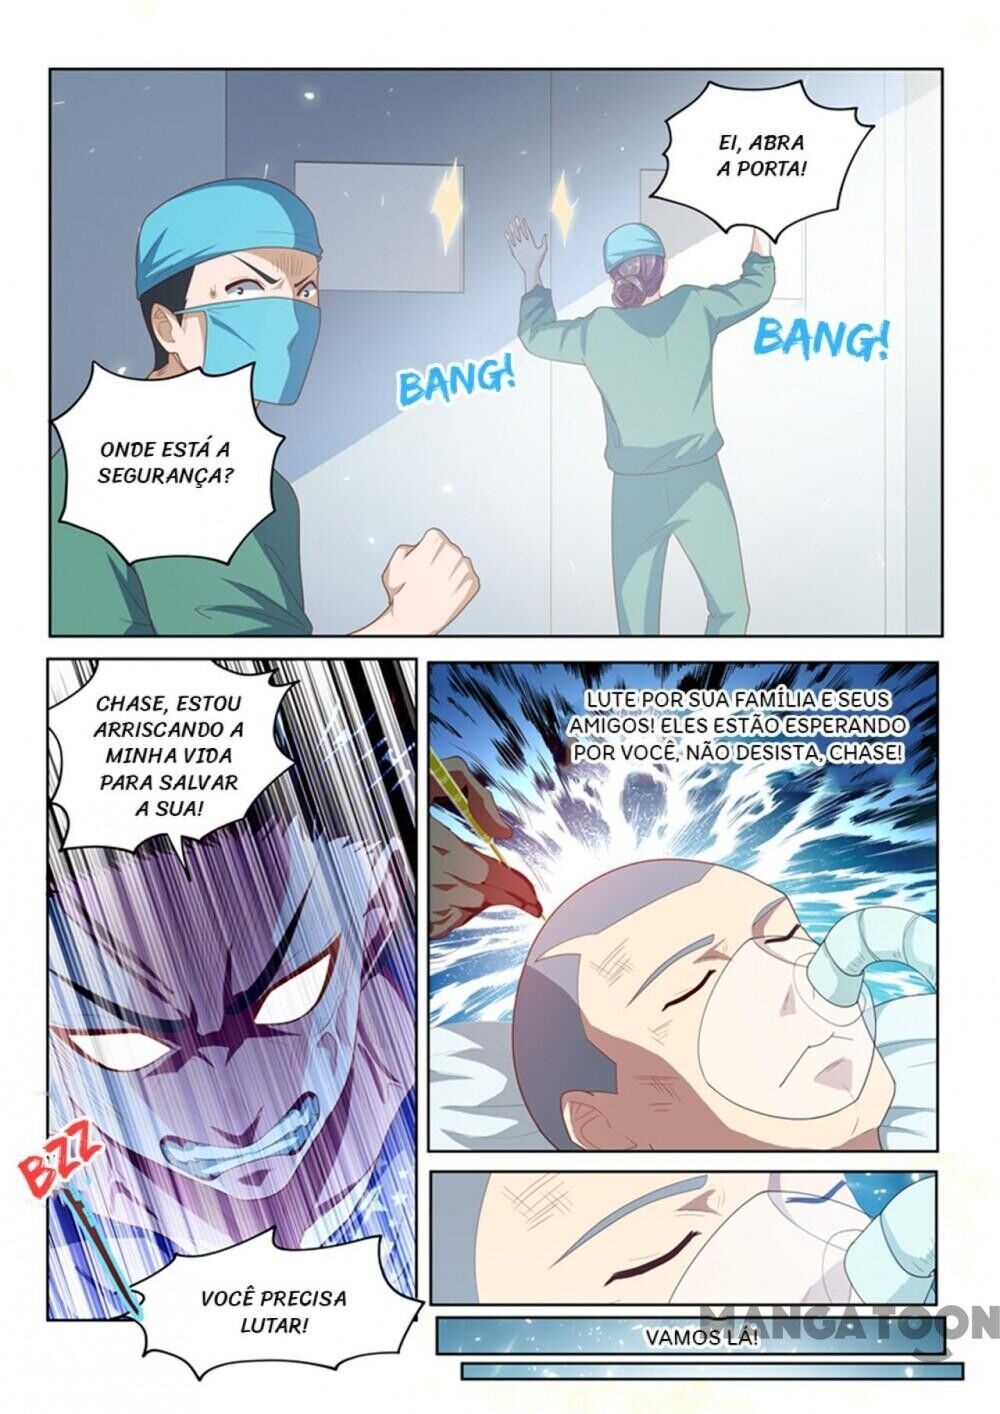 EI, ABRA
A PORTA!
BANG!
BANG!
ONDE ESTÁ A
SEGURANÇA?
CHASE, ESTOU
ARRISCANDO A
MINHA VIDA
PARA SALVAR
A SUA!
LUTE POR SUA FAMÍLIA E SEUS
AMIGOS! ELES ESTÃO ESPERANDO
POR VOCÊ, NÃO DESISTA, CHASE!
BZZ
VOCÊ PRECISA
LUTAR!
VAMOS LÁ!
MANGATOON